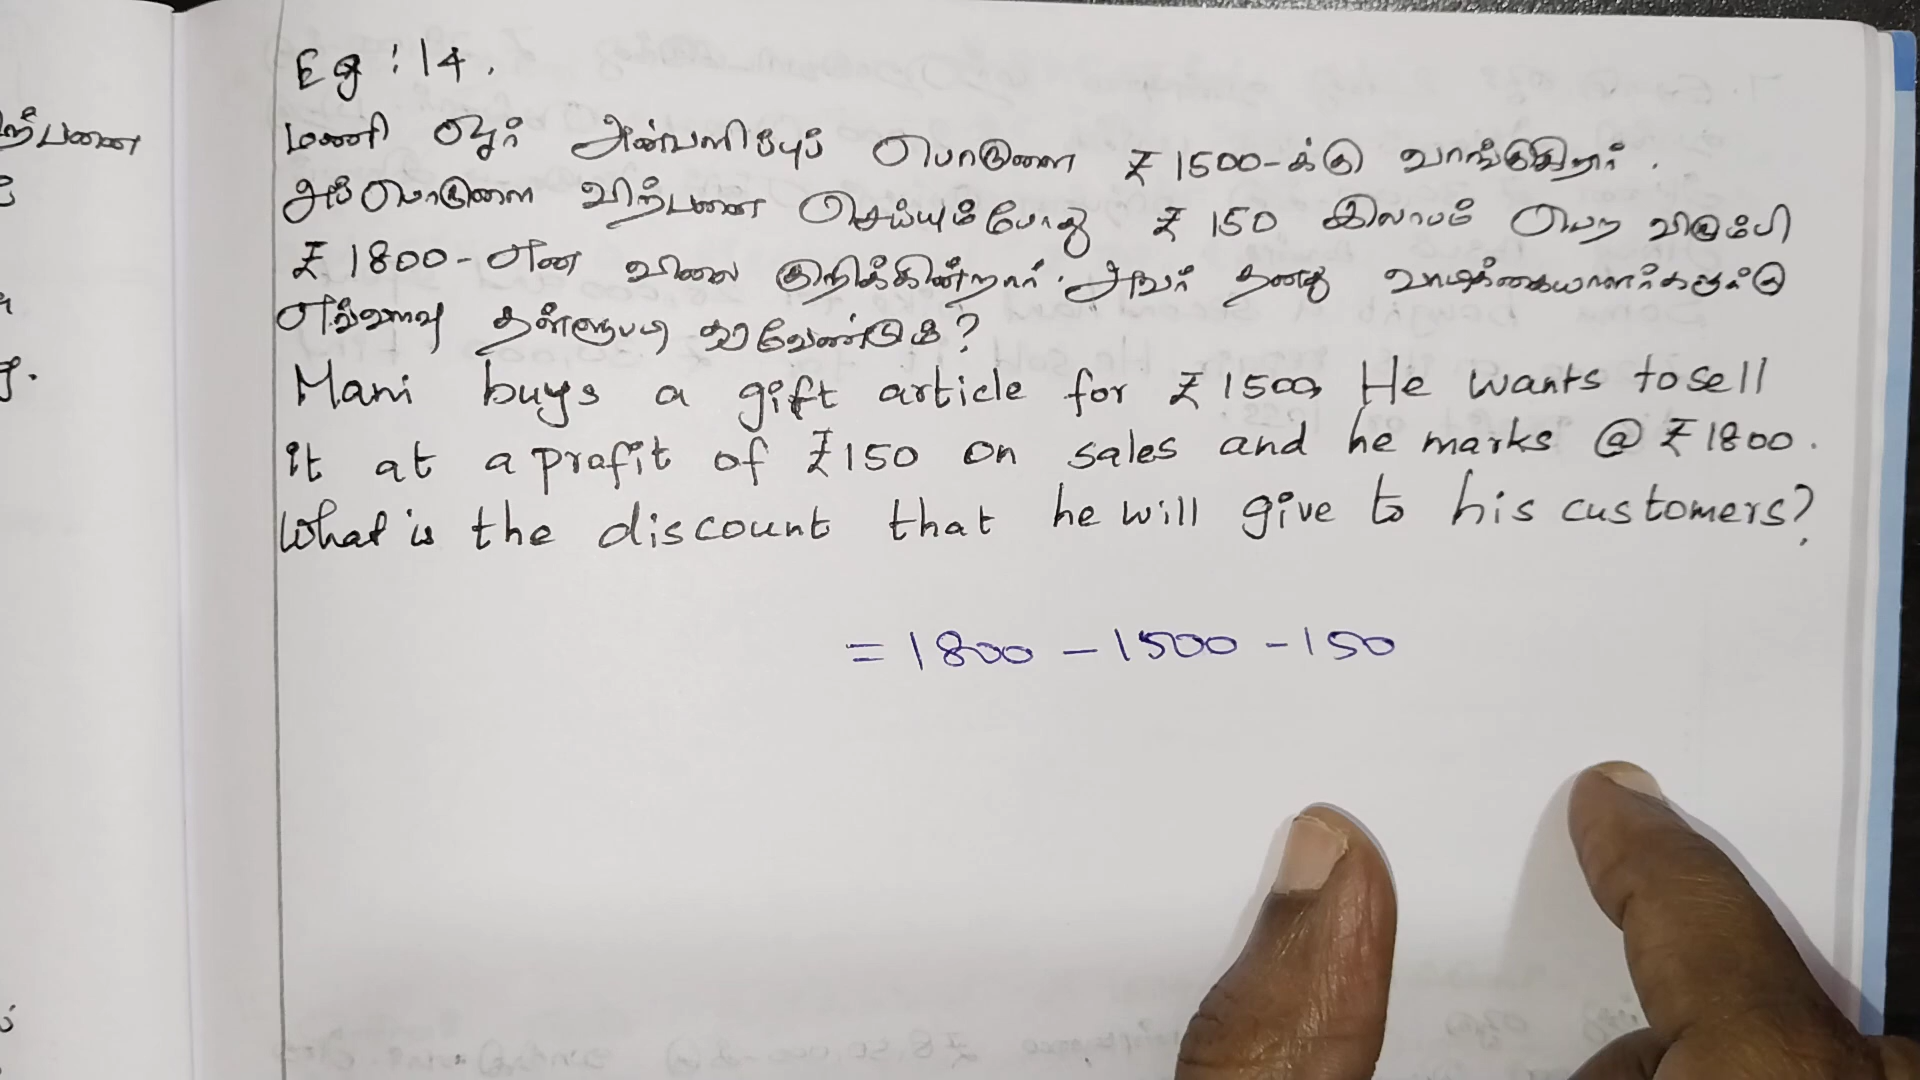 ற்பனை
Eg : 14.
மணி ஓர் அன்பளிப்புப் பொருளை ₹ 1500-க்கு வாங்குகிறார்.
அப்பொருளை விற்பனை செய்யும்போது ₹ 150 இலாபம் பெற விரும்பி
₹ 1800- என விலை குறிக்கின்றார். அவர் தனது வாடிக்கையாளர்களுக்கு
எவ்வளவு தள்ளுபடி தரவேண்டும்?
Mani buys a gift article for ₹ 1500, He wants to sell
it at a profit of ₹150 on sales and he marks @ ₹ 1800.
What is the discount that he will give to his customers?
= 1800 - 1500 - 150